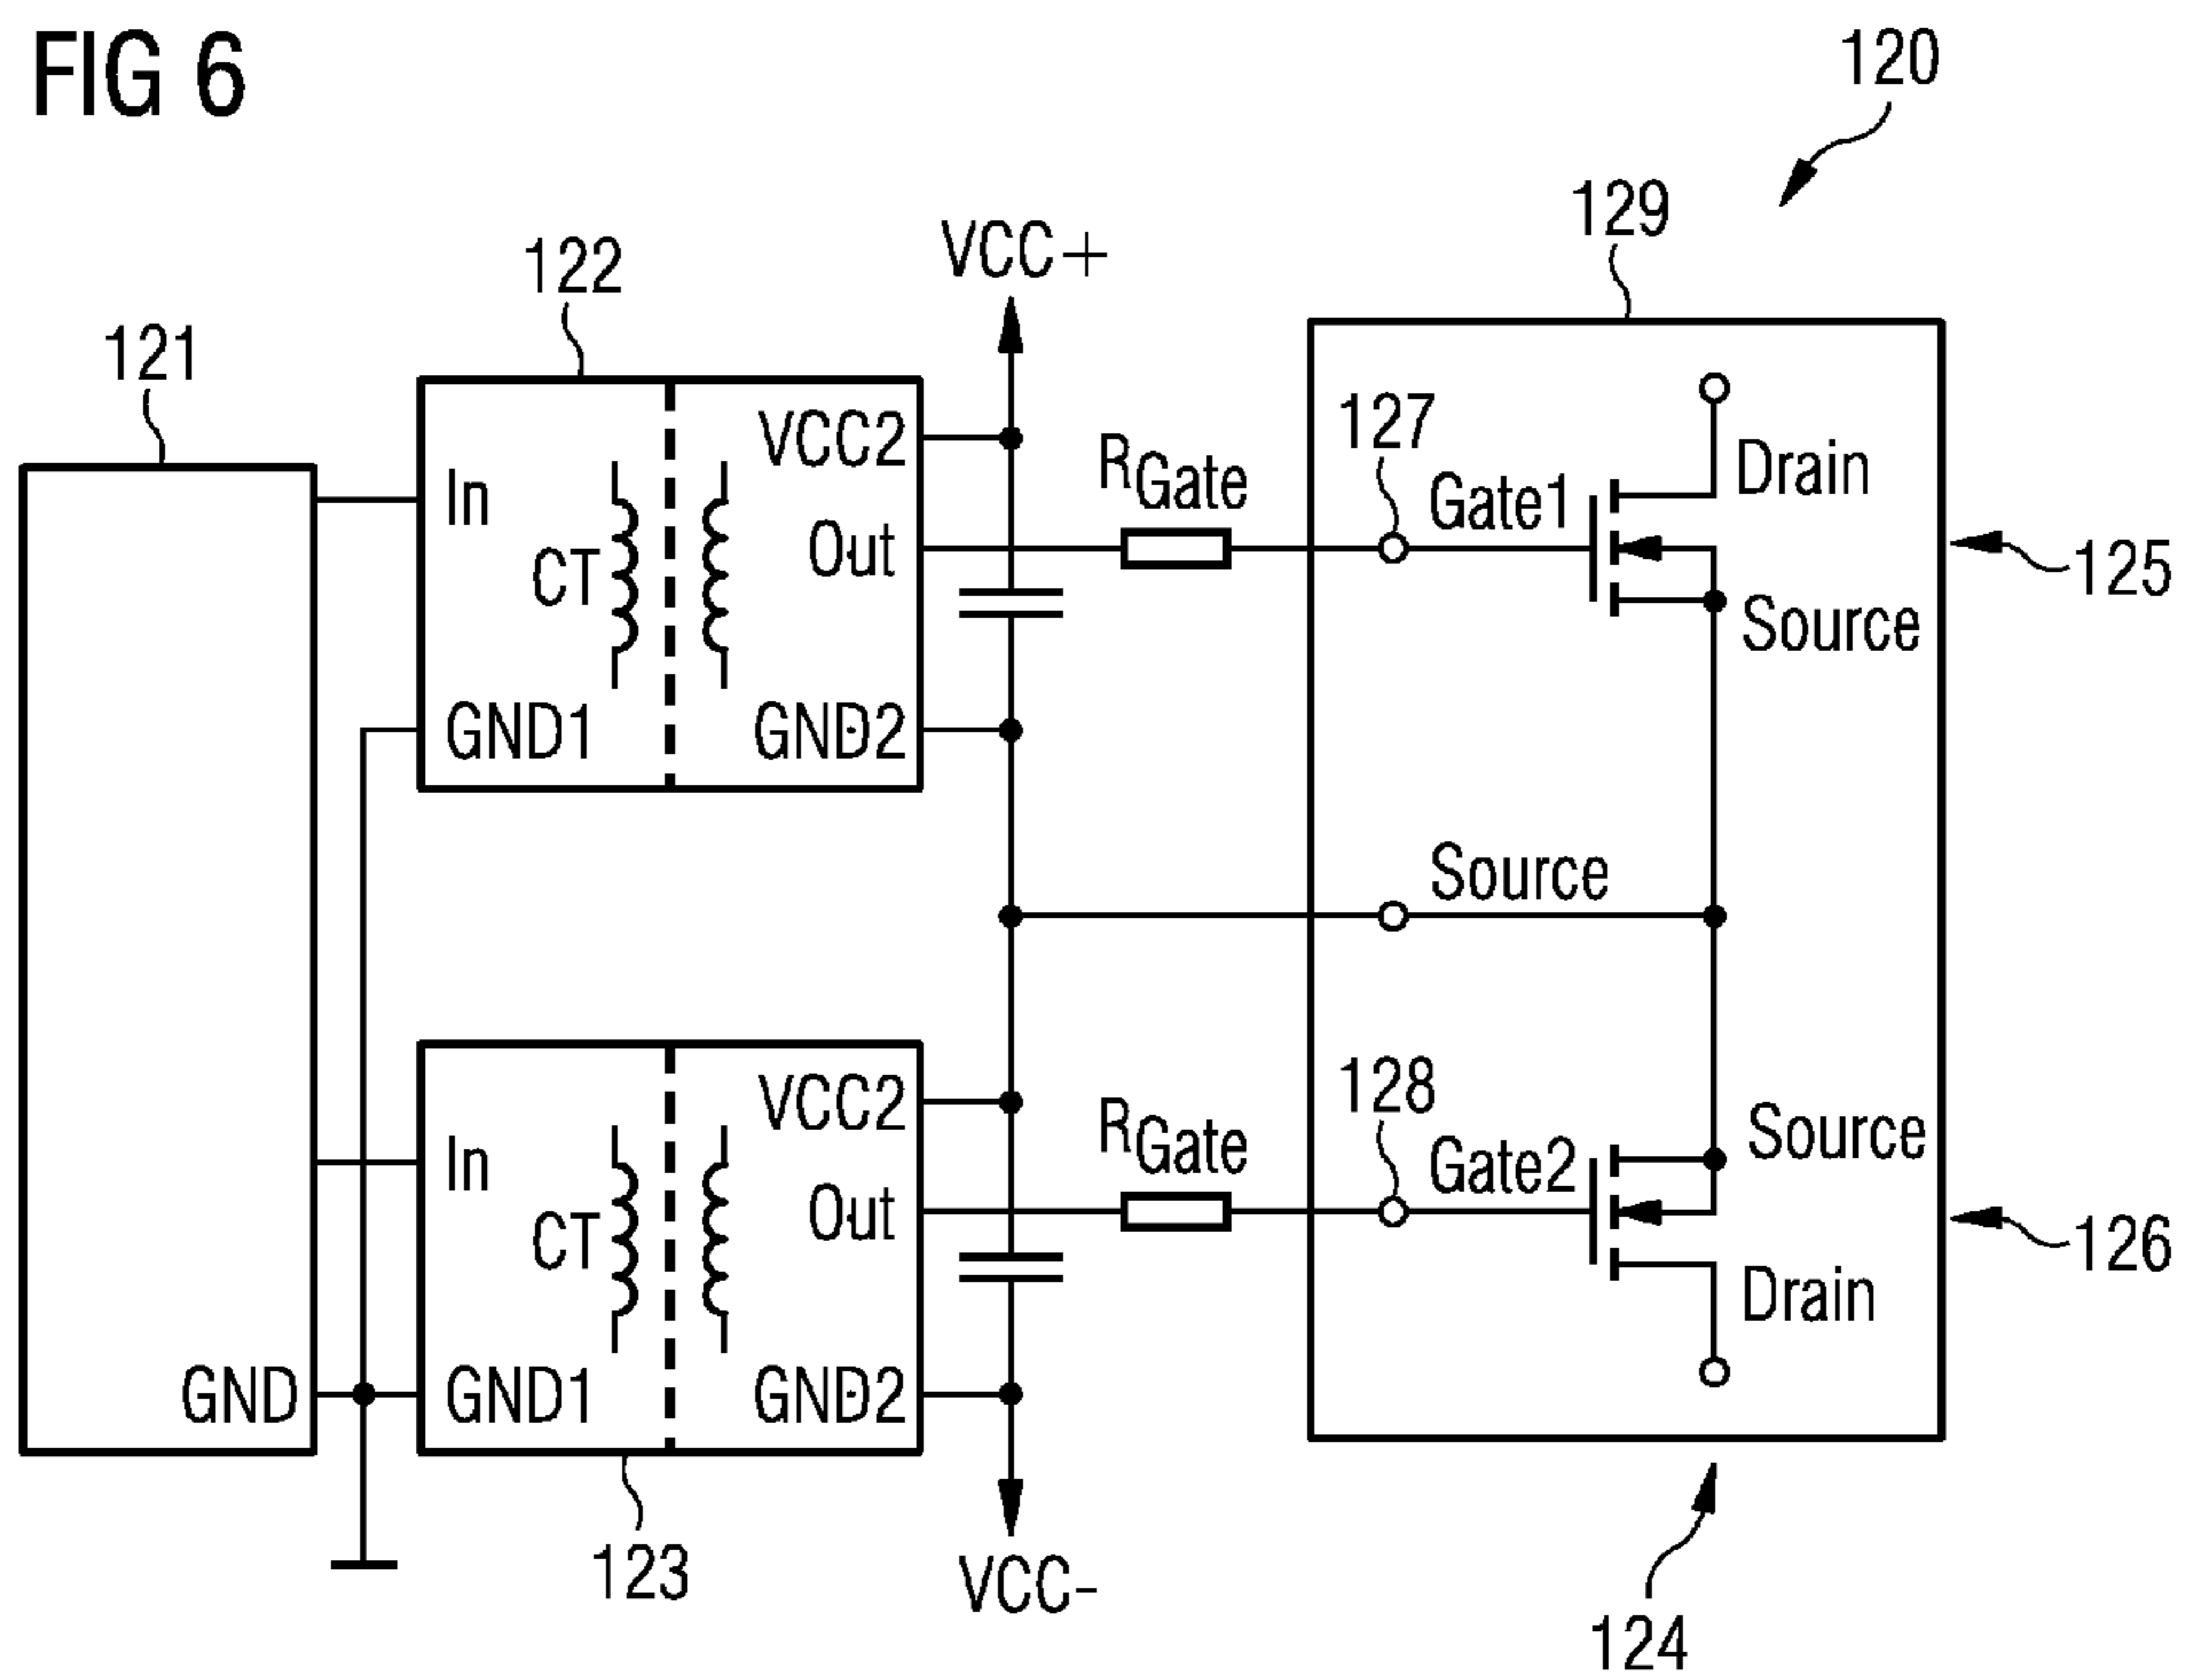 FIG 6
120
129
122
VCC+
121
127
VCC2
RGate
Drain
In
Gate1
Out
CT
125
Source
GND1
GND2
Source
VCC2
128
RGate
Source
In
Gate2
Out
CT
126
Drain
GND
GND1
GND2
123
VCC-
124